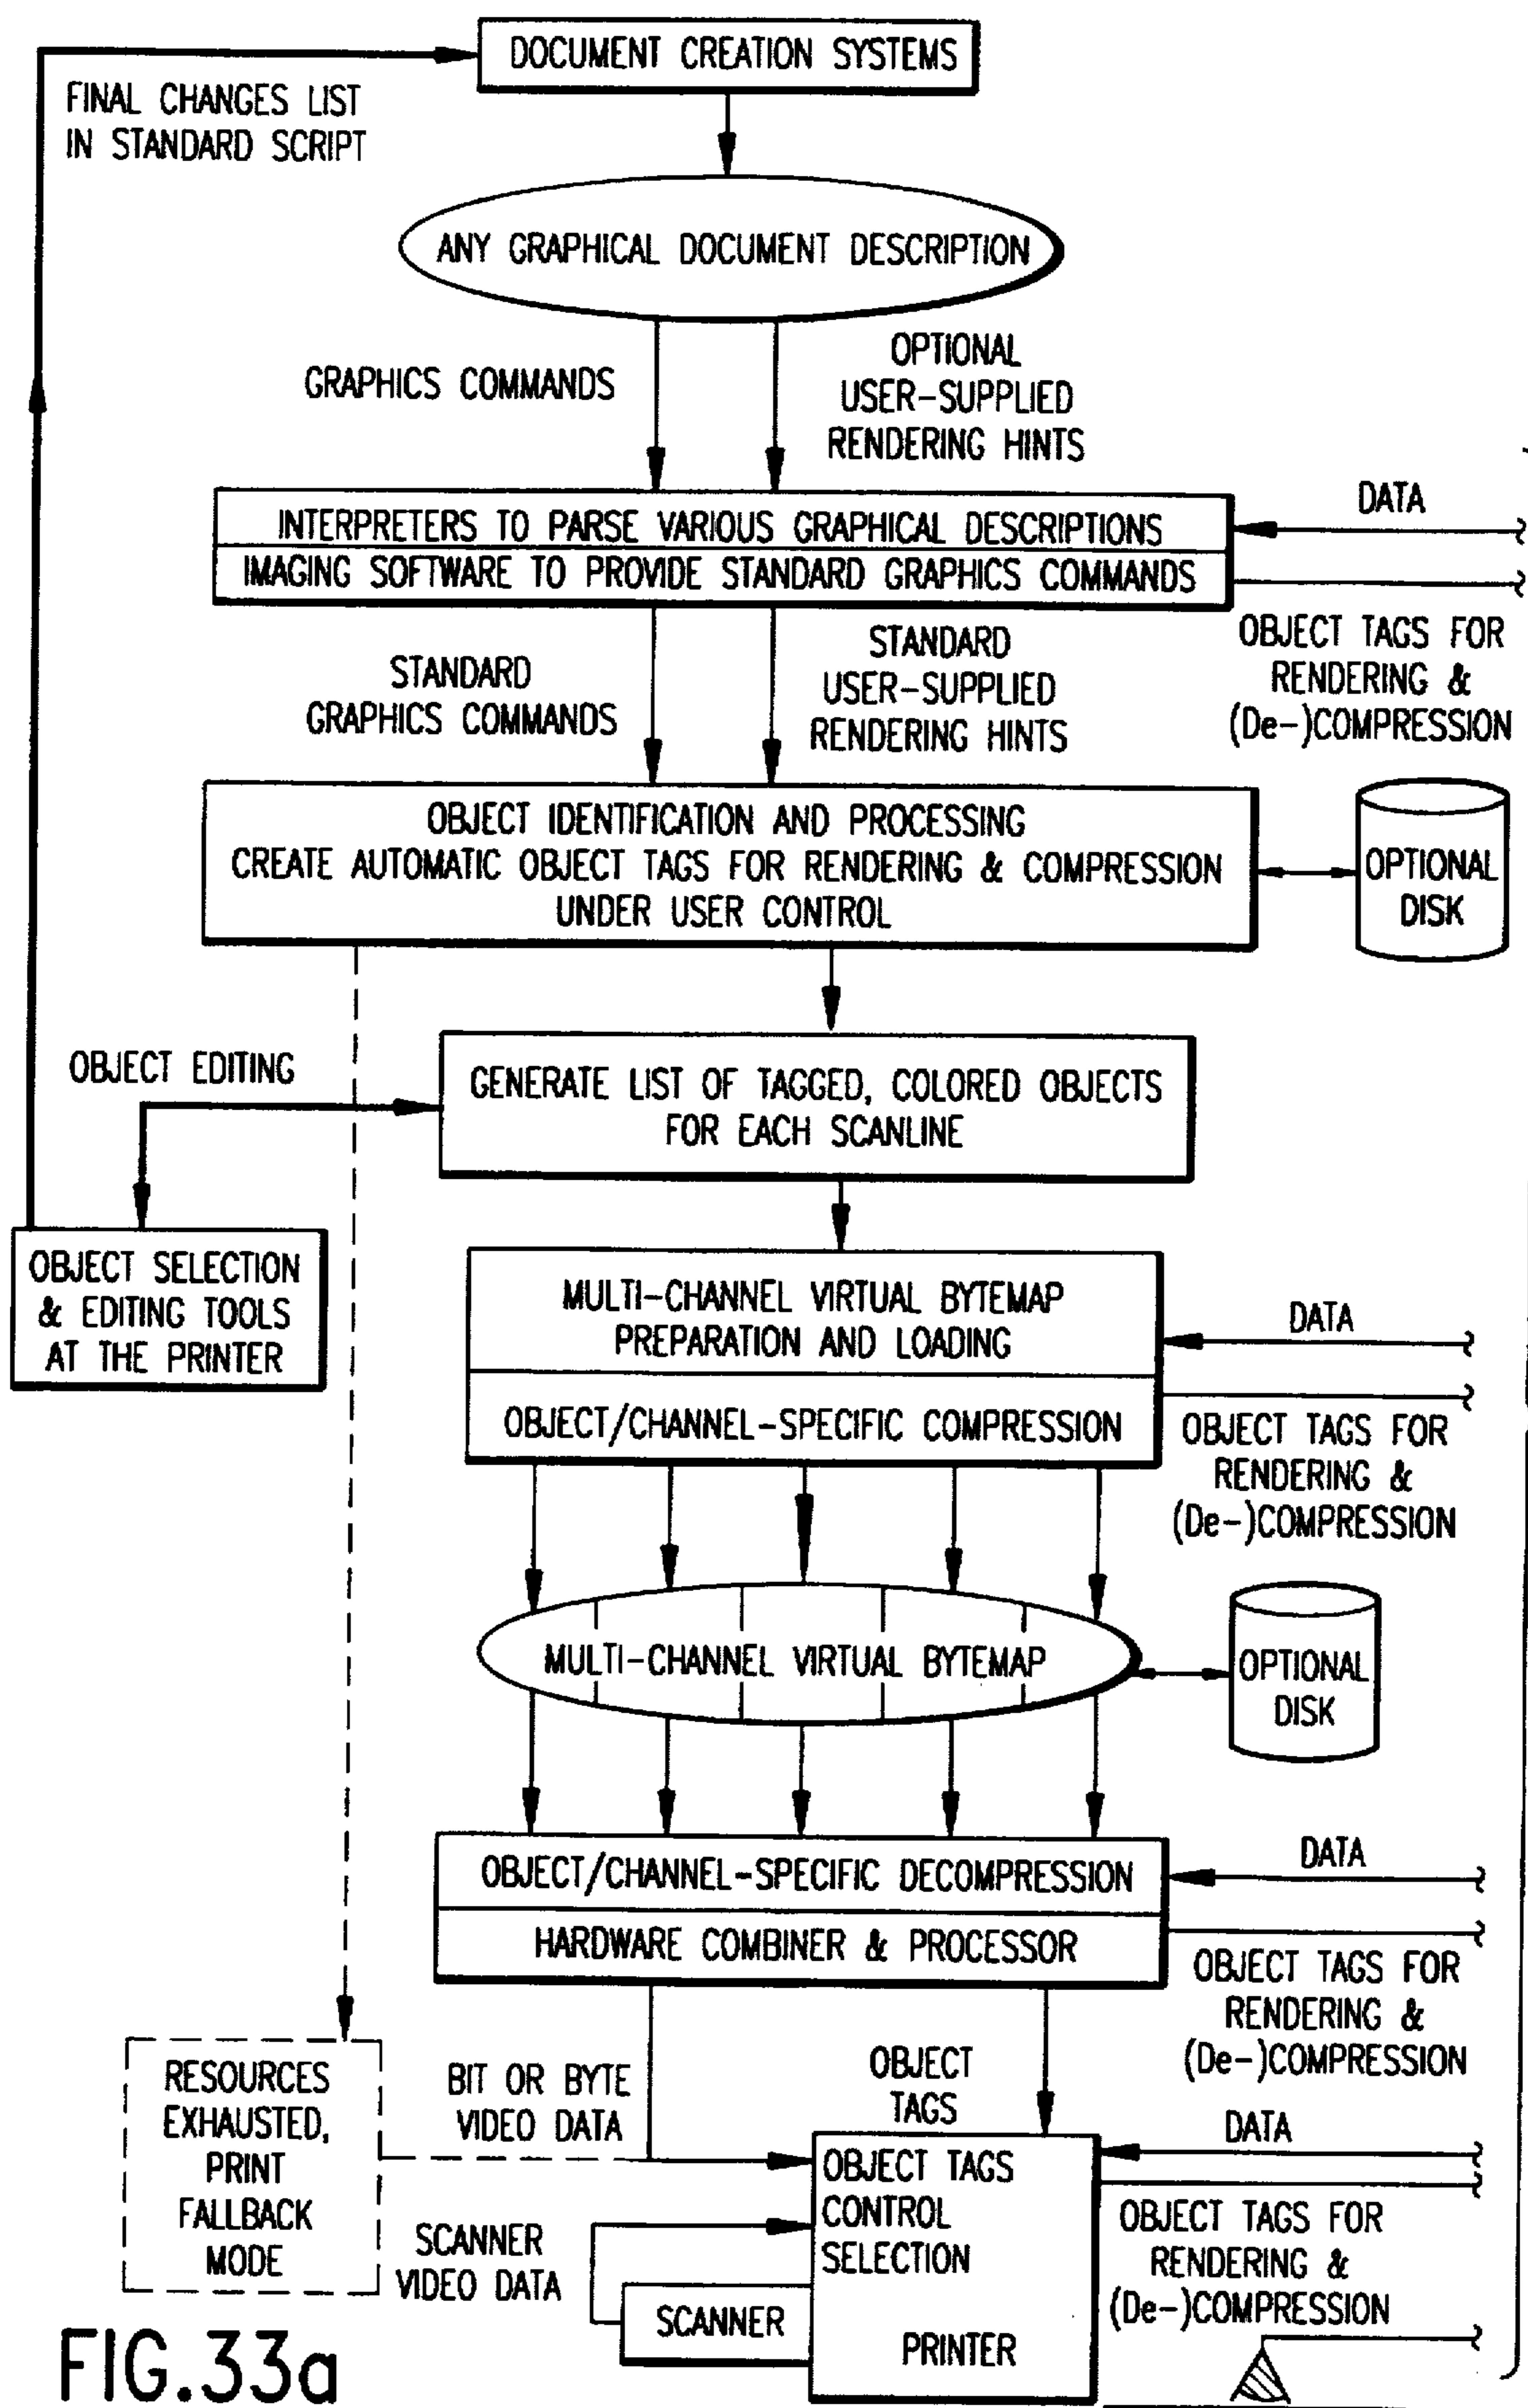 DOCUMENT CREATION SYSTEMS
FINAL CHANGES LIST
IN STANDARD SCRIPT
ANY GRAPHICAL DOCUMENT DESCRIPTION
GRAPHICS COMMANDS
OPTIONAL
USER-SUPPLIED
RENDERING HINTS
INTERPRETERS TO PARSE VARIOUS GRAPHICAL DESCRIPTIONS
IMAGING SOFTWARE TO PROVIDE STANDARD GRAPHICS COMMANDS
DATA
OBJECT TAGS FOR
RENDERING &
(De-)COMPRESSION
STANDARD
GRAPHICS COMMANDS
STANDARD
USER-SUPPLIED
RENDERING HINTS
OBJECT IDENTIFICATION AND PROCESSING
CREATE AUTOMATIC OBJECT TAGS FOR RENDERING & COMPRESSION
UNDER USER CONTROL
OPTIONAL
DISK
OBJECT EDITING
GENERATE LIST OF TAGGED, COLORED OBJECTS
FOR EACH SCANLINE
OBJECT SELECTION
& EDITING TOOLS
AT THE PRINTER
MULTI-CHANNEL VIRTUAL BYTEMAP
PREPARATION AND LOADING
OBJECT/CHANNEL-SPECIFIC COMPRESSION
DATA
OBJECT TAGS FOR
RENDERING &
(De-)COMPRESSION
MULTI-CHANNEL VIRTUAL BYTEMAP
OPTIONAL
DISK
OBJECT/CHANNEL-SPECIFIC DECOMPRESSION
HARDWARE COMBINER & PROCESSOR
DATA
OBJECT TAGS FOR
RENDERING &
(De-)COMPRESSION
RESOURCES
EXHAUSTED,
PRINT
FALLBACK
MODE
BIT OR BYTE
VIDEO DATA
OBJECT
TAGS
OBJECT TAGS
CONTROL
SELECTION
PRINTER
SCANNER
VIDEO DATA
SCANNER
DATA
OBJECT TAGS FOR
RENDERING &
(De-)COMPRESSION
FIG.33a